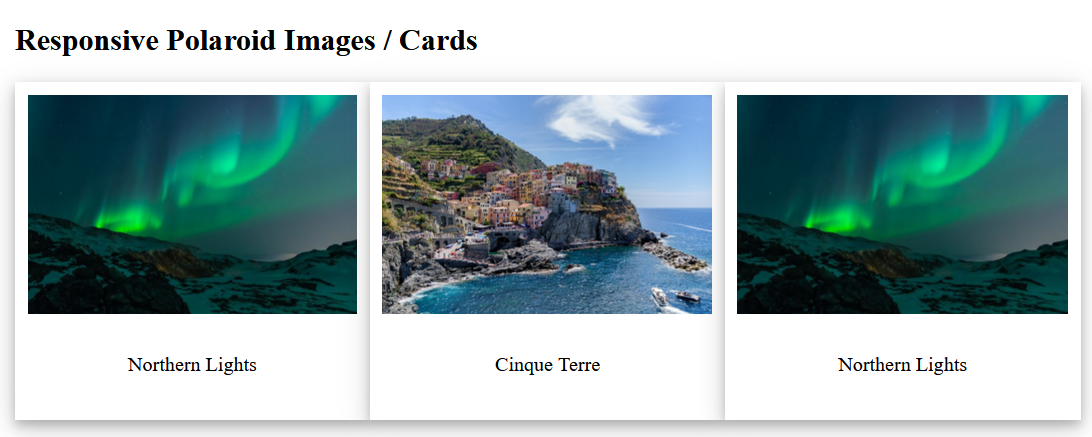 Responsive Polaroid Images / Cards
Northern Lights
Cinque Terre
Northern Lights